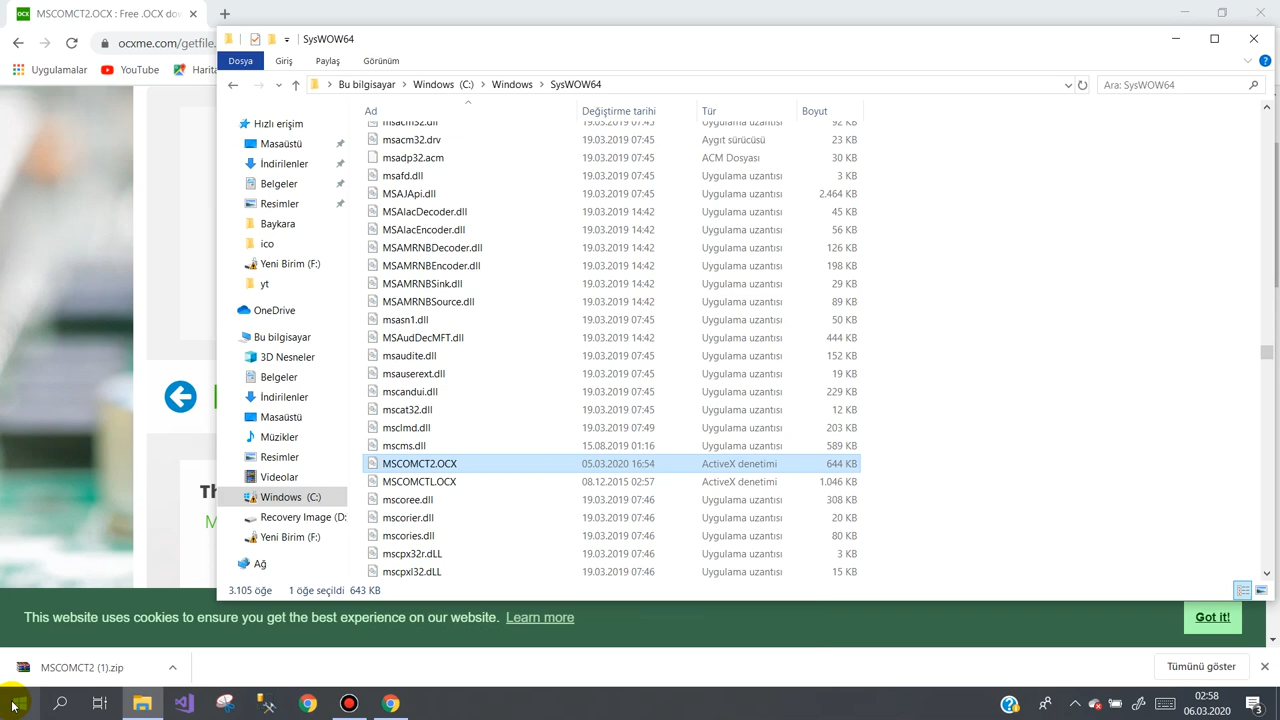 MSCOMCT2.OCX : Free .OCX do
ocxme.com/getfile.
Uygulamalar
YouTube
Harita
SysWOW64
Dosya
Giriş
Paylaş
Görünüm
Bu bilgisayar
Windows (C:)
Windows
SysWOW64
Ara: SysWOW64
Ad
Değiştirme tarihi
Tür
Boyut
msacm32.dll 19.03.2019 07:45 Uygulama uzantısı 92 KB
msacm32.drv 19.03.2019 07:45 Aygıt sürücüsü 23 KB
msadp32.acm 19.03.2019 07:45 ACM Dosyası 30 KB
msafd.dll 19.03.2019 07:45 Uygulama uzantısı 3 KB
MSAJApi.dll 19.03.2019 07:45 Uygulama uzantısı 2.464 KB
MSAlacDecoder.dll 19.03.2019 14:42 Uygulama uzantısı 45 KB
MSAlacEncoder.dll 19.03.2019 14:42 Uygulama uzantısı 56 KB
MSAMRNBDecoder.dll 19.03.2019 14:42 Uygulama uzantısı 126 KB
MSAMRNBEncoder.dll 19.03.2019 14:42 Uygulama uzantısı 198 KB
MSAMRNBSink.dll 19.03.2019 14:42 Uygulama uzantısı 29 KB
MSAMRNBSource.dll 19.03.2019 14:42 Uygulama uzantısı 89 KB
msasn1.dll 19.03.2019 07:45 Uygulama uzantısı 50 KB
MSAudDecMFT.dll 19.03.2019 14:42 Uygulama uzantısı 444 KB
msaudite.dll 19.03.2019 07:45 Uygulama uzantısı 152 KB
msauserext.dll 19.03.2019 07:45 Uygulama uzantısı 19 KB
mscandui.dll 19.03.2019 07:45 Uygulama uzantısı 229 KB
mscat32.dll 19.03.2019 07:45 Uygulama uzantısı 12 KB
msclmd.dll 19.03.2019 07:49 Uygulama uzantısı 203 KB
mscms.dll 15.08.2019 01:16 Uygulama uzantısı 589 KB
MSCOMCT2.OCX 05.03.2020 16:54 ActiveX denetimi 644 KB
MSCOMCTL.OCX 08.12.2015 02:57 ActiveX denetimi 1.046 KB
mscoree.dll 19.03.2019 07:46 Uygulama uzantısı 308 KB
mscorier.dll 19.03.2019 07:46 Uygulama uzantısı 20 KB
mscories.dll 19.03.2019 07:46 Uygulama uzantısı 80 KB
mscpx32r.dLL 19.03.2019 07:46 Uygulama uzantısı 3 KB
mscpxl32.dLL 19.03.2019 07:46 Uygulama uzantısı 15 KB
Hızlı erişim
Masaüstü
İndirilenler
Belgeler
Resimler
Baykara
ico
Yeni Birim (F:)
yt
OneDrive
Bu bilgisayar
3D Nesneler
Belgeler
İndirilenler
Masaüstü
Müzikler
Resimler
Videolar
Windows (C:)
Recovery Image (D:
Yeni Birim (F:)
Ağ
3.105 öğe
1 öğe seçildi 643 KB
Th
M
This website uses cookies to ensure you get the best experience on our website. Learn more
Got it!
MSCOMCT2 (1).zip
Tümünü göster
02:58
06.03.2020
3